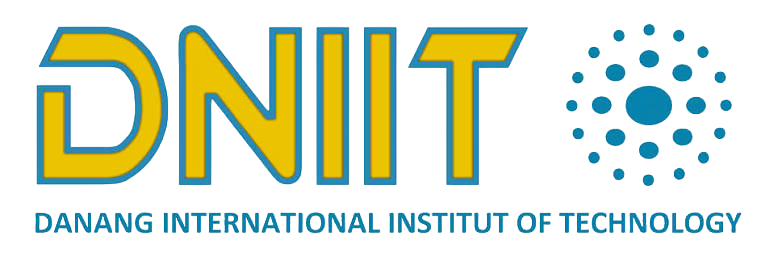 DNIIT
DANANG INTERNATIONAL INSTITUT OF TECHNOLOGY